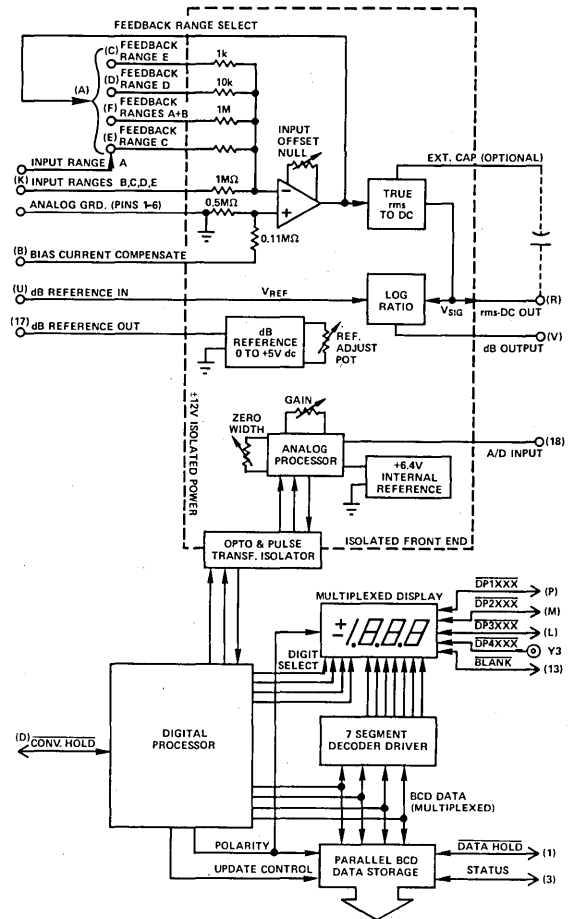 FEEDBACK RANGE SELECT
(C) FEEDBACK RANGE E
1k
(D) FEEDBACK RANGE D
10k
(A)
(F) FEEDBACK RANGES A+B
1M
(E) FEEDBACK RANGE C
INPUT OFFSET NULL
INPUT RANGE A
(K) INPUT RANGES B,C,D,E
1MΩ
ANALOG GRD. (PINS 1-6)
0.5MΩ
0.11MΩ
−
+
TRUE rms TO DC
EXT. CAP (OPTIONAL)
(B) BIAS CURRENT COMPENSATE
(U) dB REFERENCE IN
VREF
LOG RATIO
VSIG
rms-DC OUT
(R)
(17) dB REFERENCE OUT
dB REFERENCE 0 TO +5V dc
REF. ADJUST POT
(V)
dB OUTPUT
±12V ISOLATED POWER
GAIN
ZERO WIDTH
ANALOG PROCESSOR
(18)
A/D INPUT
+6.4V INTERNAL REFERENCE
OPTO & PULSE TRANSF. ISOLATOR
ISOLATED FRONT END
MULTIPLEXED DISPLAY
±1.8.8.8
DP1XXX (P)
DP2XXX (M)
DP3XXX (L)
DP4XXX Y3
BLANK (13)
DIGIT SELECT
DIGITAL PROCESSOR
7 SEGMENT DECODER DRIVER
(D) CONV. HOLD
BCD DATA (MULTIPLEXED)
POLARITY
UPDATE CONTROL
PARALLEL BCD DATA STORAGE
DATA HOLD (1)
STATUS (3)